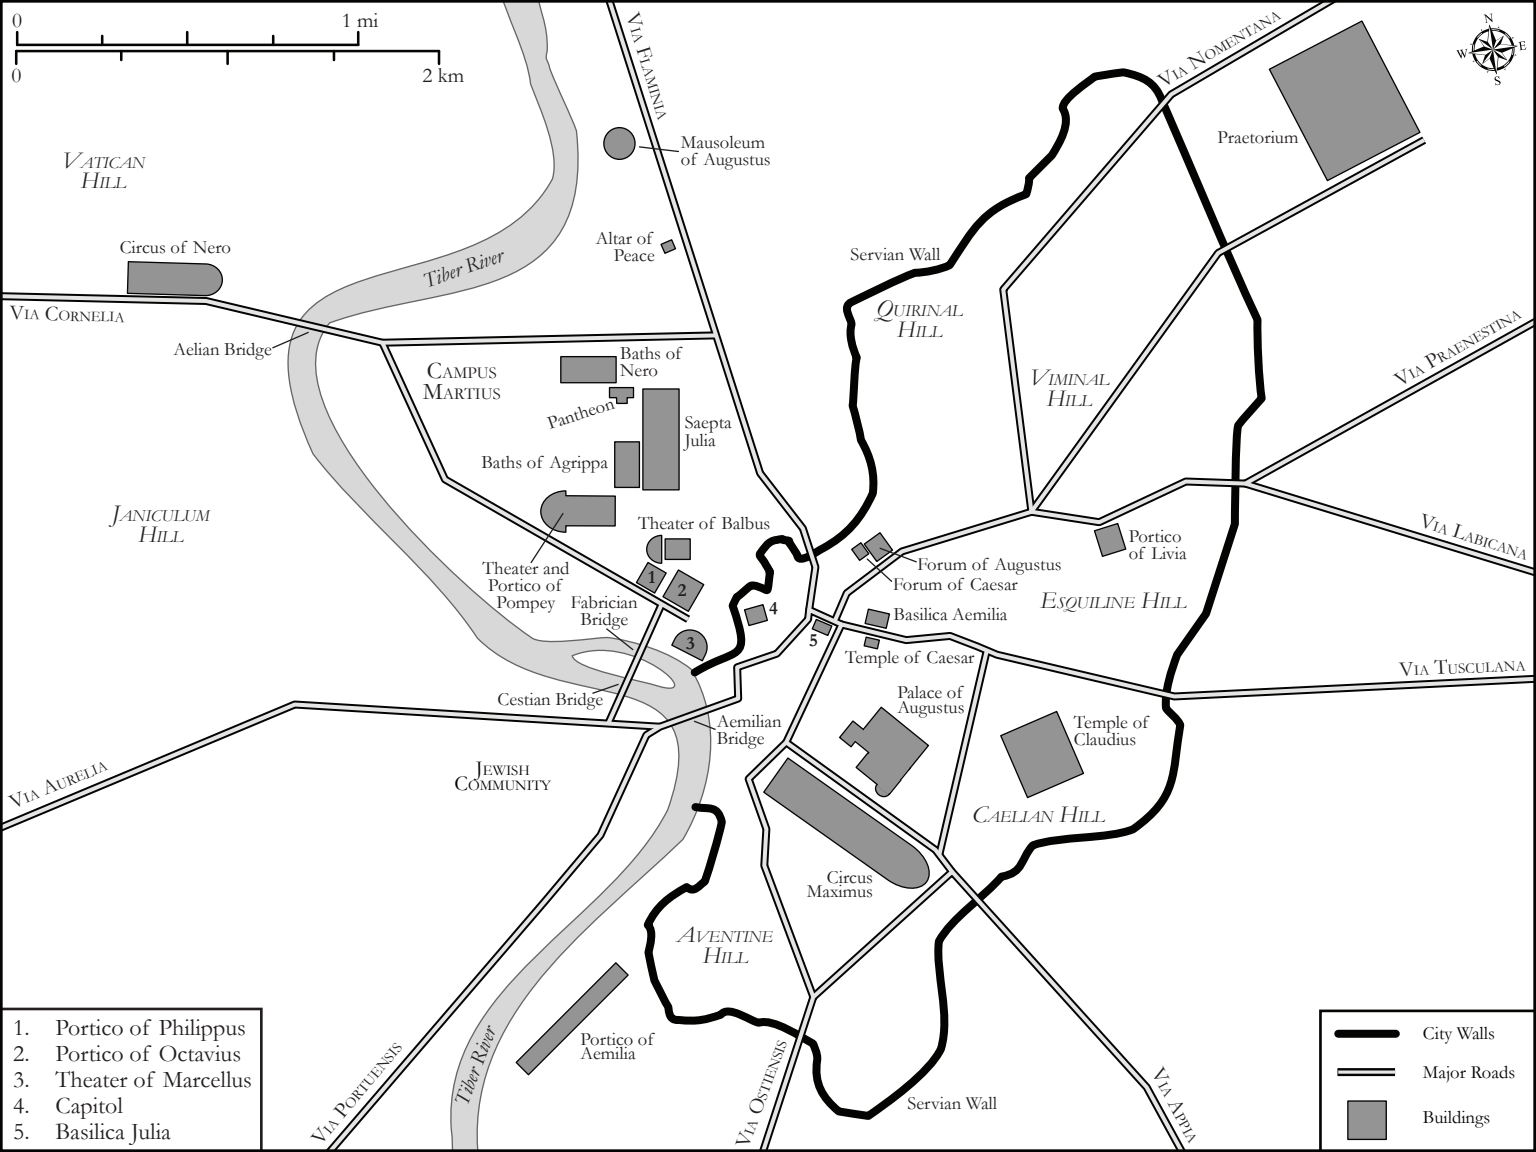 0
1 mi
0
2 km
N
W
E
S
Via Flaminia
Via Nomentana
Praetorium
Mausoleum
of Augustus
Vatican
Hill
Circus of Nero
Altar of
Peace
Tiber River
Servian Wall
Via Cornelia
Aelian Bridge
Quirinal
Hill
Via Praenestina
Campus
Martius
Baths of
Nero
Pantheon
Saepta
Julia
Viminal
Hill
Baths of Agrippa
Janiculum
Hill
Theater of Balbus
Via Labicana
Portico
of Livia
Theater and
Portico of
Pompey
1
2
Forum of Augustus
Forum of Caesar
Fabrician
Bridge
4
Esquiline Hill
Basilica Aemilia
3
5
Temple of Caesar
Via Tusculana
Cestian Bridge
Palace of
Augustus
Aemilian
Bridge
Temple of
Claudius
Via Aurelia
Jewish
Community
Caelian Hill
Circus
Maximus
Aventine
Hill
Portico of
Aemilia
Tiber River
Via Portuensis
Via Ostiensis
Servian Wall
Via Appia
1. Portico of Philippus
2. Portico of Octavius
3. Theater of Marcellus
4. Capitol
5. Basilica Julia
City Walls
Major Roads
Buildings